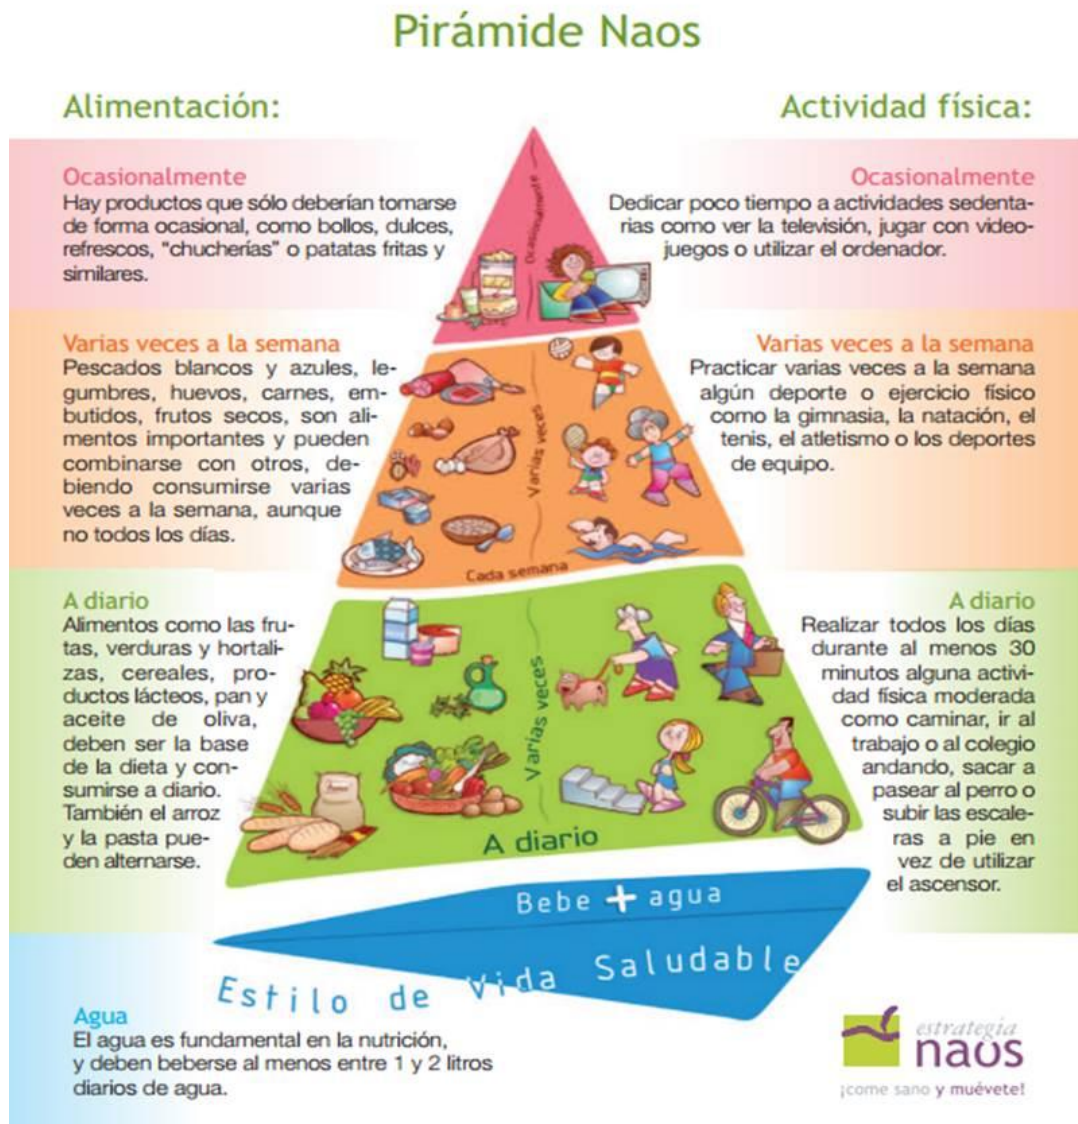 Pirámide Naos
Alimentación:
Ocasionalmente
Hay productos que sólo deberían tomarse
de forma ocasional, como bollos, dulces,
refrescos, “chucherías” o patatas fritas y
similares.
Varias veces a la semana
Pescados blancos y azules, le-
gumbres, huevos, carnes, em-
butidos, frutos secos, son ali-
mentos importantes y pueden
combinarse con otros, de-
biendo consumirse varias
veces a la semana, aunque
no todos los días.
A diario
Alimentos como las fru-
tas, verduras y hortali-
zas, cereales, pro-
ductos lácteos, pan y
aceite de oliva,
deben ser la base
de la dieta y con-
sumirse a diario.
También el arroz
y la pasta pue-
den alternarse.
Agua
El agua es fundamental en la nutrición,
y deben beberse al menos entre 1 y 2 litros
diarios de agua.
Ocasionalmente
Varias veces
Cada semana
Varias veces
A diario
Bebe + agua
Estilo de Vida Saludable
Actividad física:
Ocasionalmente
Dedicar poco tiempo a actividades sedenta-
rias como ver la televisión, jugar con video-
juegos o utilizar el ordenador.
Varias veces a la semana
Practicar varias veces a la semana
algún deporte o ejercicio físico
como la gimnasia, la natación, el
tenis, el atletismo o los deportes
de equipo.
A diario
Realizar todos los días
durante al menos 30
minutos alguna activi-
dad física moderada
como caminar, ir al
trabajo o al colegio
andando, sacar a
pasear al perro o
subir las escale-
ras a pie en
vez de utilizar
el ascensor.
estrategia
naos
¡come sano y muévete!